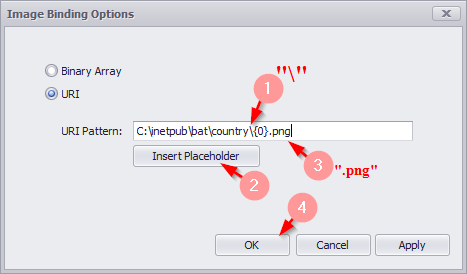 Image Binding Options
Binary Array
1 "\"
URI
URI Pattern: C:\inetpub\bat\country\{0}.png
Insert Placeholder
3 ".png"
2
4
OK Cancel Apply